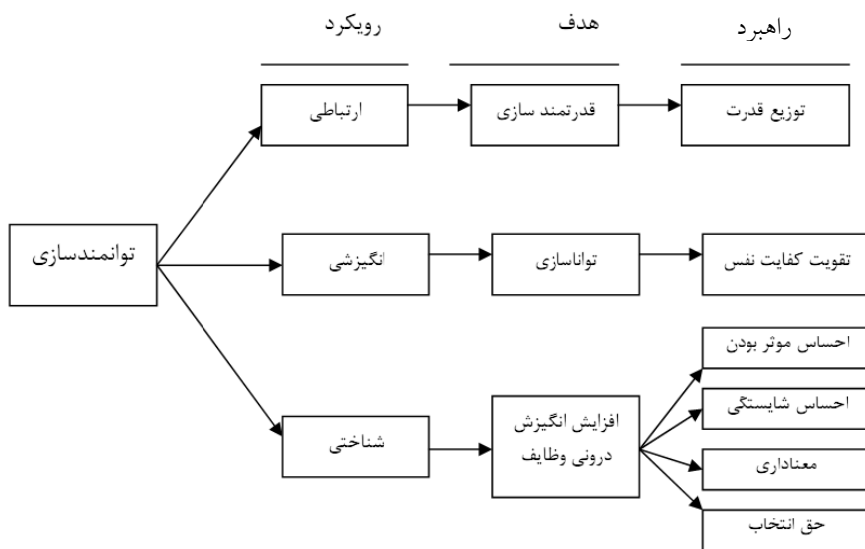 رویکرد
هدف
راهبرد
ارتباطی
قدرتمند سازی
توزیع قدرت
توانمندسازی
انگیزشی
تواناسازی
تقویت کفایت نفس
شناختی
افزایش انگیزش
درونی وظایف
احساس موثر بودن
احساس شایستگی
معناداری
حق انتخاب